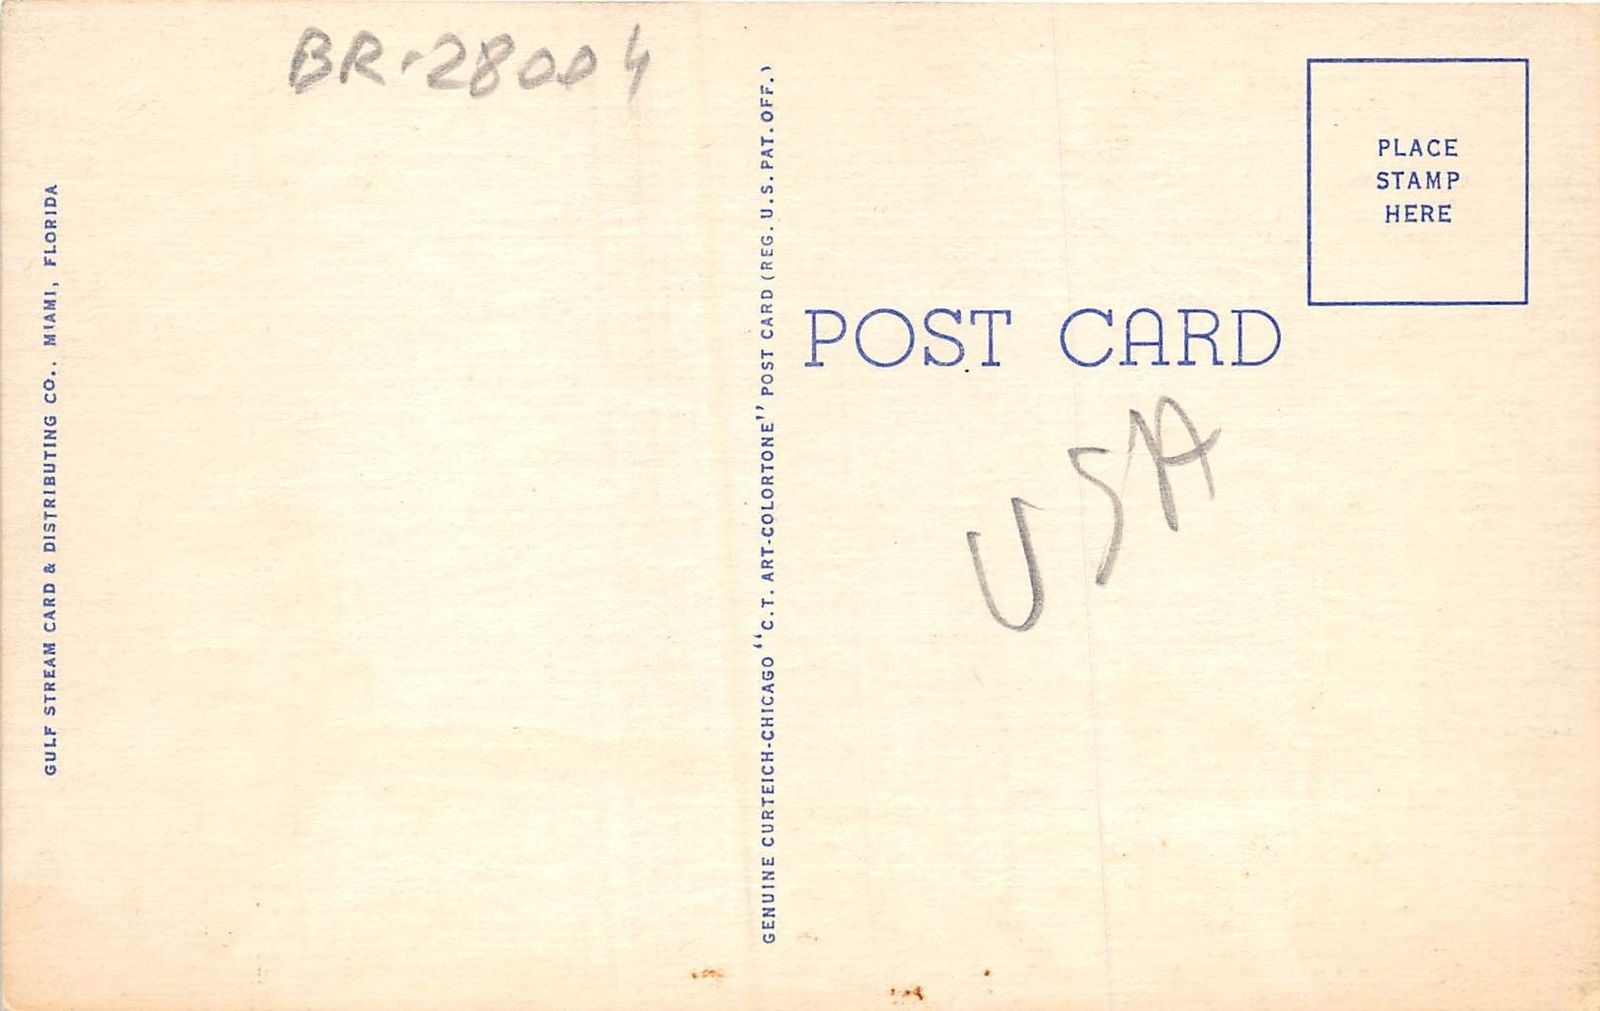 BR-28004
GULF STREAM CARD & DISTRIBUTING CO., MIAMI, FLORIDA
GENUINE CURTEICH-CHICAGO "C.T. ART-COLORTONE" POST CARD (REG. U.S. PAT. OFF.)
PLACE
STAMP
HERE
POST CARD
USA